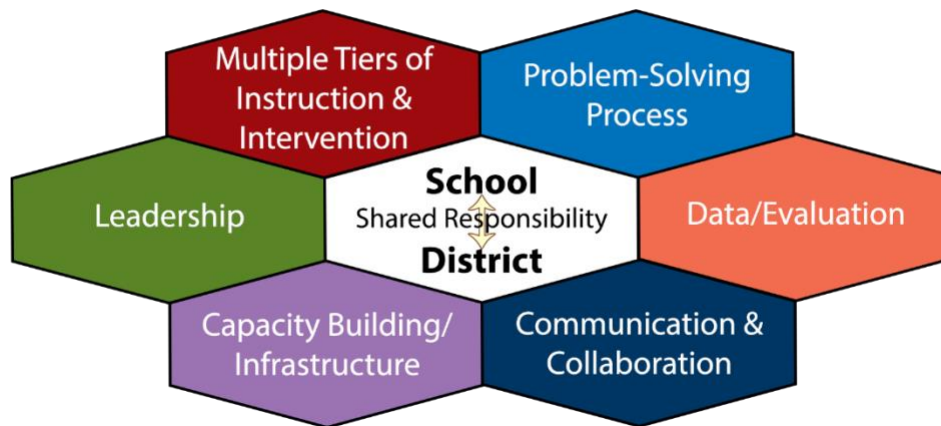 Multiple Tiers of
Instruction &
Intervention
Problem-Solving
Process
Leadership
School
Shared Responsibility
District
Data/Evaluation
Capacity Building/
Infrastructure
Communication &
Collaboration